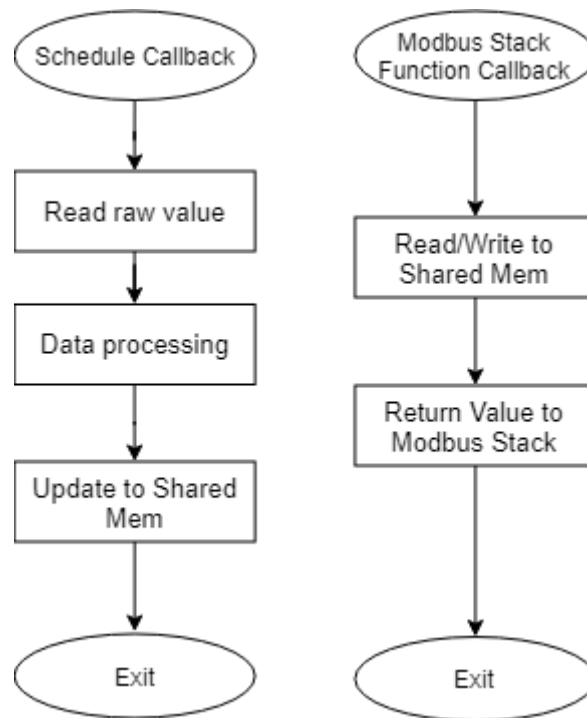 Schedule Callback
Read raw value
Data processing
Update to Shared
Mem
Exit
Modbus Stack
Function Callback
Read/Write to
Shared Mem
Return Value to
Modbus Stack
Exit